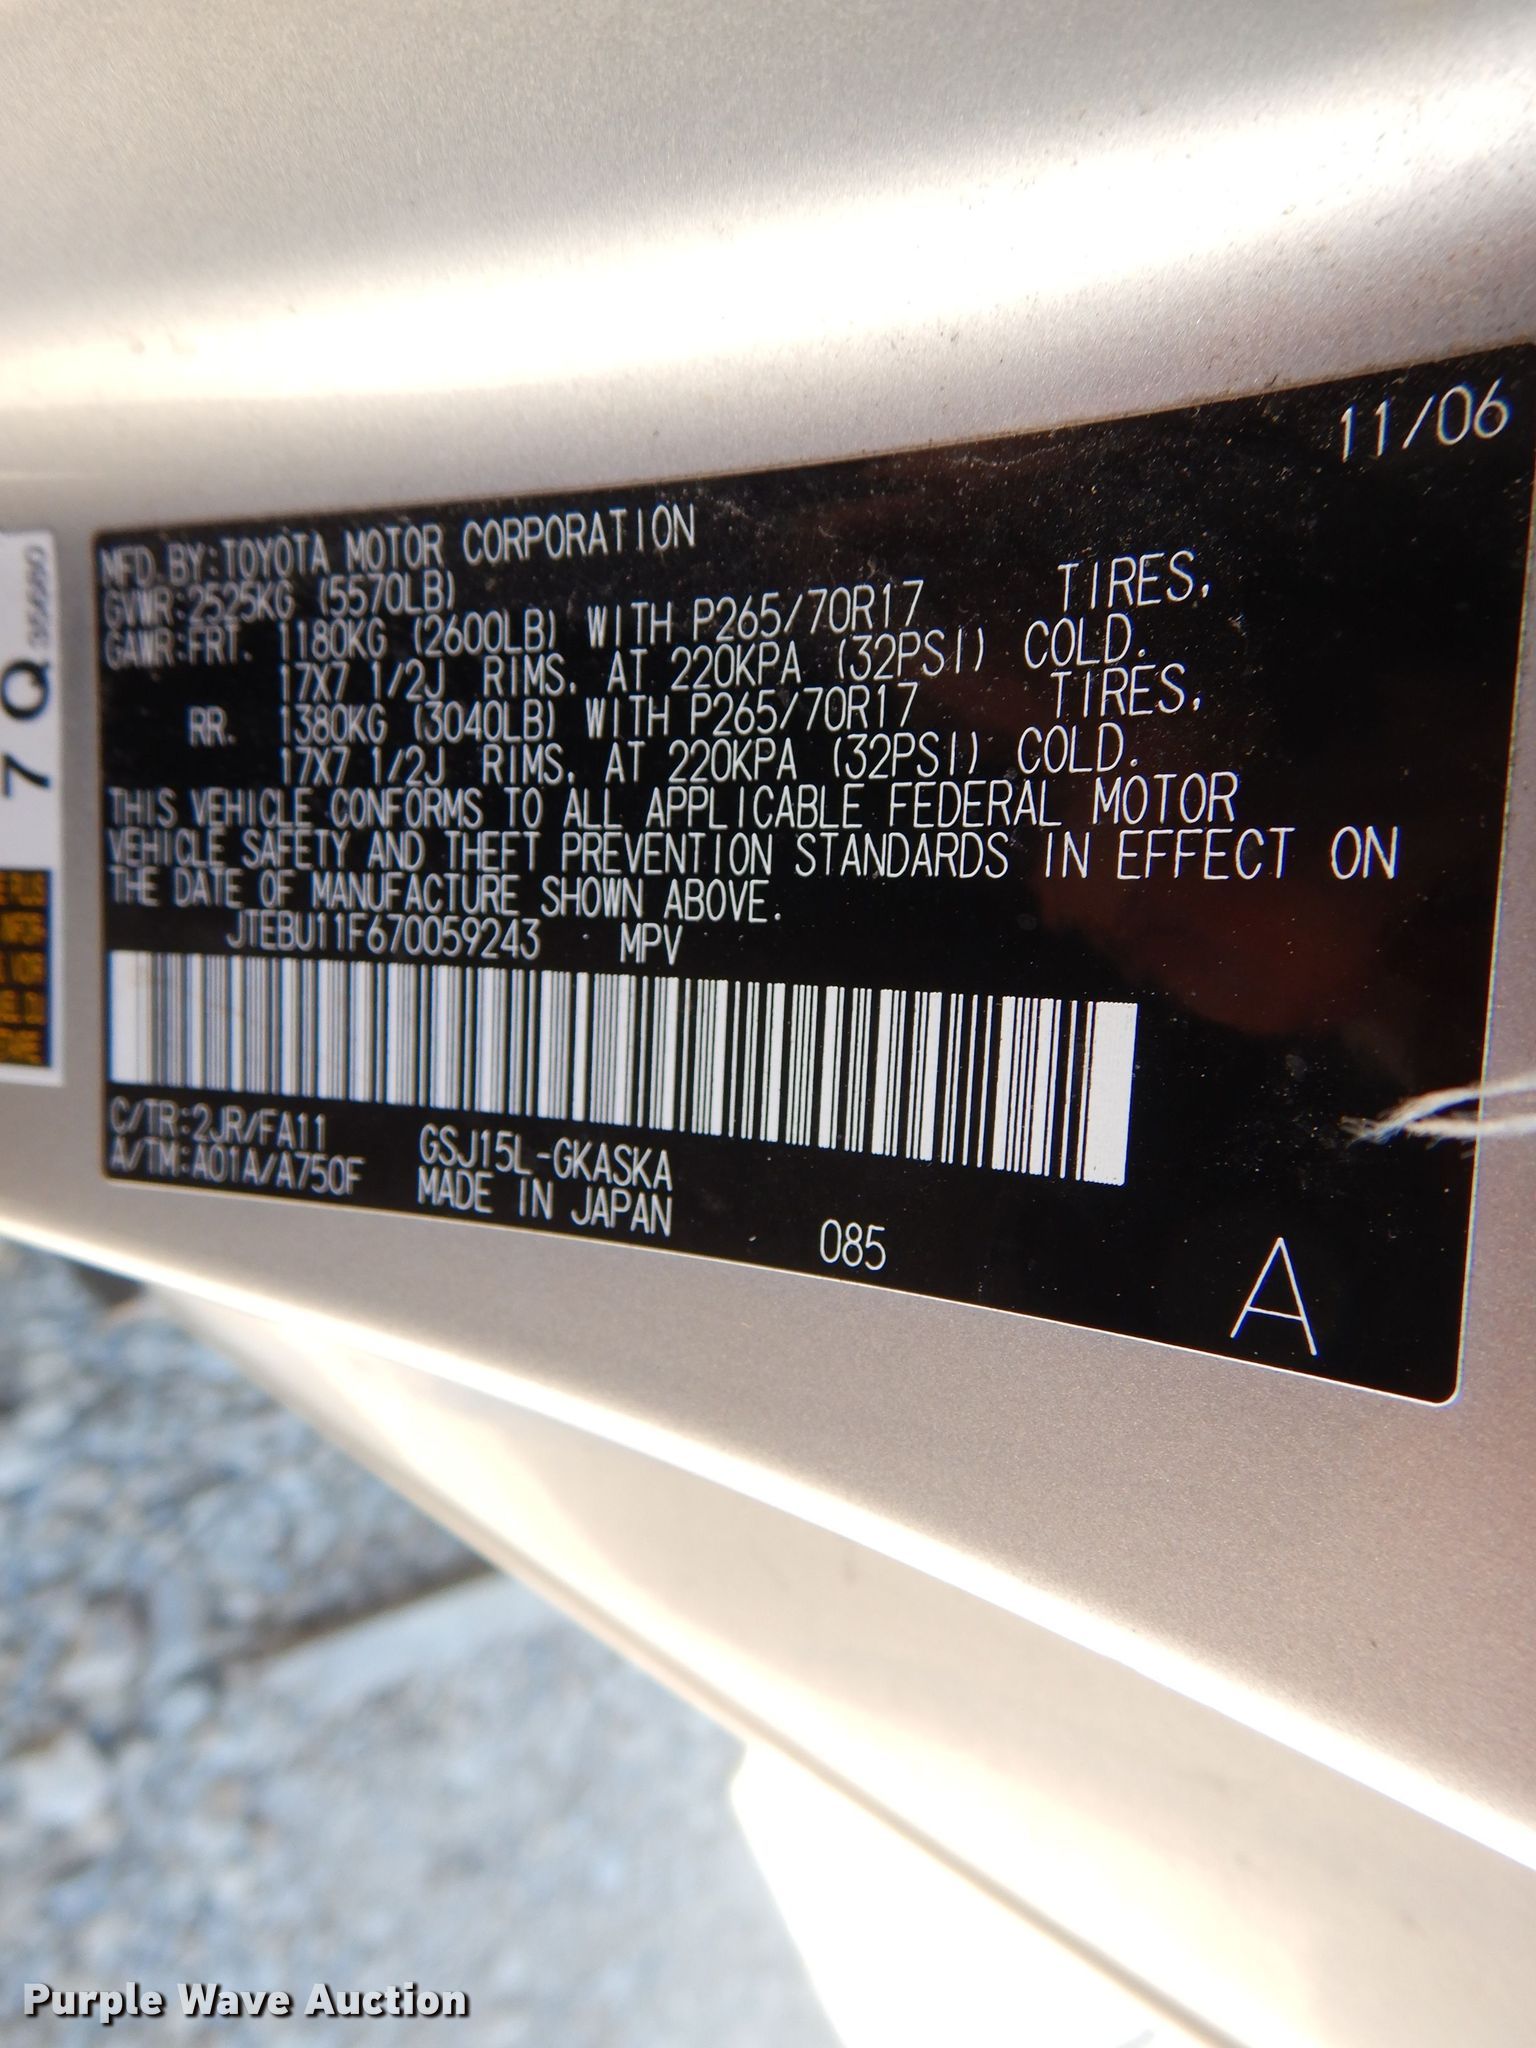 11/06
MFD. BY: TOYOTA MOTOR CORPORATION
GVWR: 2525KG (5570LB)
GAWR: FRT. 1180KG (2600LB) WITH P265/70R17 TIRES,
17X7 1/2J RIMS, AT 220KPA (32PSI) COLD.
RR. 1380KG (3040LB) WITH P265/70R17 TIRES,
17X7 1/2J RIMS, AT 220KPA (32PSI) COLD.
THIS VEHICLE CONFORMS TO ALL APPLICABLE FEDERAL MOTOR
VEHICLE SAFETY AND THEFT PREVENTION STANDARDS IN EFFECT ON
THE DATE OF MANUFACTURE SHOWN ABOVE.
JTEBU11F670059243 MPV
C/TR: 2JR/FA11
A/TM: A01A/A750F
GSJ15L-GKASKA
MADE IN JAPAN
085
A
7 Q
Purple Wave Auction